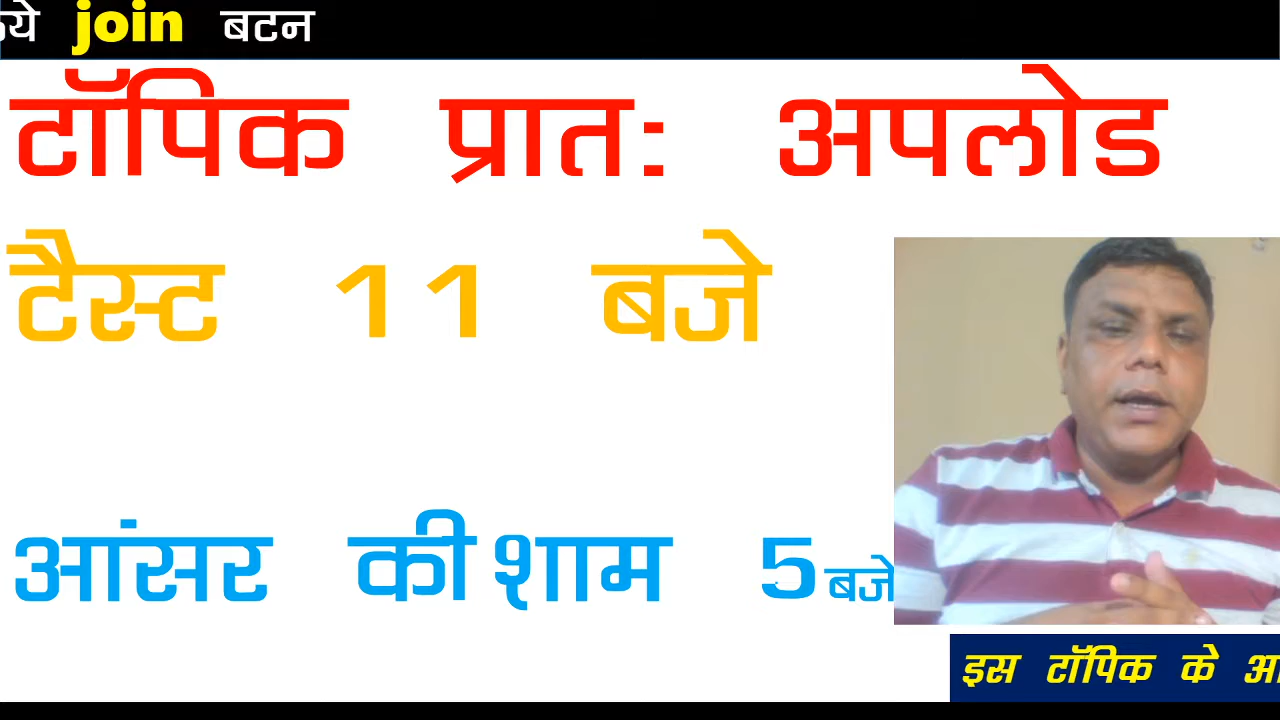 join बटन
टॉपिक प्रात: अपलोड
टैस्ट 11 बजे
आंसर की शाम 5 बजे
इस टॉपिक के